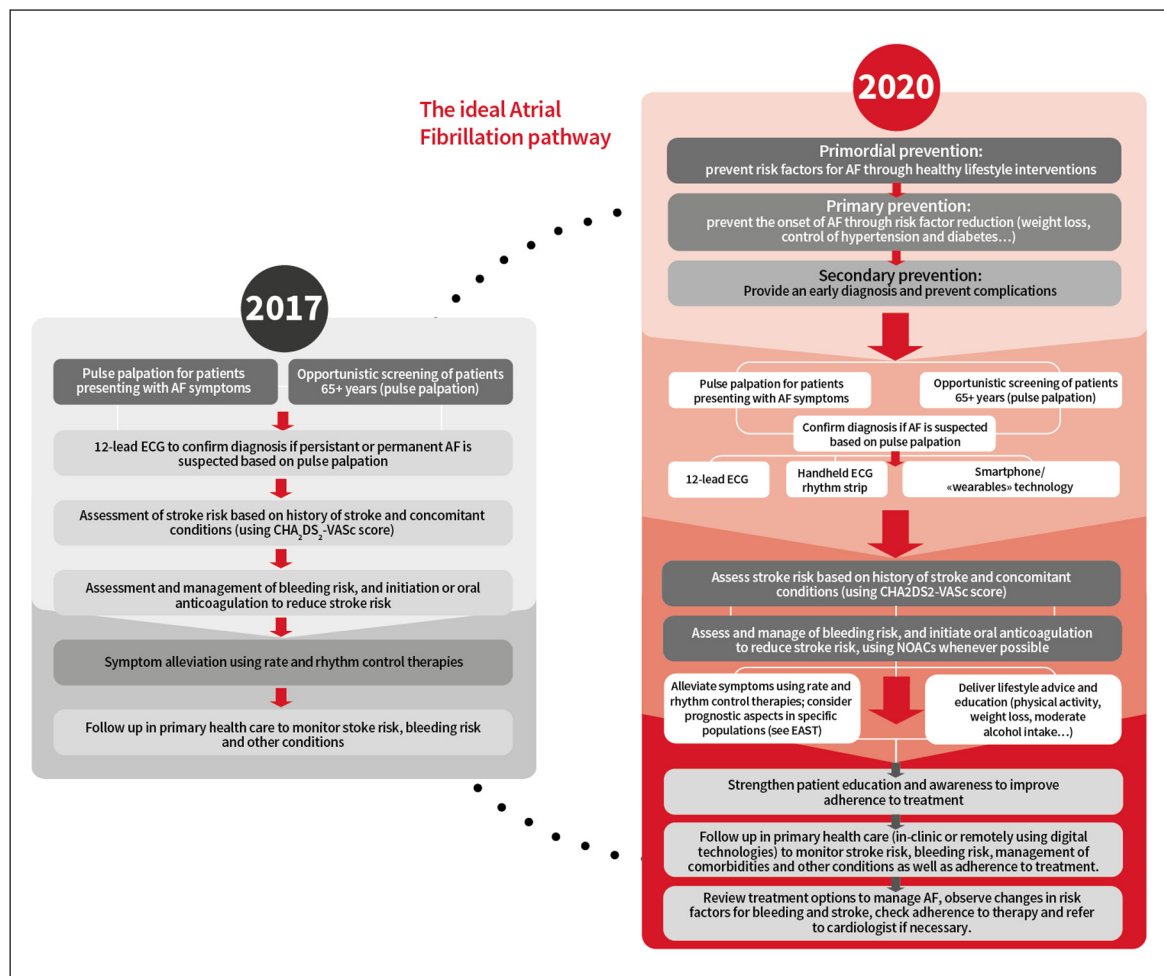 The ideal Atrial
Fibrillation pathway
2017
Pulse palpation for patients
presenting with AF symptoms
Opportunistic screening of patients
65+ years (pulse palpation)
12-lead ECG to confirm diagnosis if persistant or permanent AF is
suspected based on pulse palpation
Assessment of stroke risk based on history of stroke and concomitant
conditions (using CHA₂DS₂-VASc score)
Assessment and management of bleeding risk, and initiation or oral
anticoagulation to reduce stroke risk
Symptom alleviation using rate and rhythm control therapies
Follow up in primary health care to monitor stoke risk, bleeding risk
and other conditions
2020
Primordial prevention:
prevent risk factors for AF through healthy lifestyle interventions
Primary prevention:
prevent the onset of AF through risk factor reduction (weight loss,
control of hypertension and diabetes…)
Secondary prevention:
Provide an early diagnosis and prevent complications
Pulse palpation for patients
presenting with AF symptoms
Opportunistic screening of patients
65+ years (pulse palpation)
Confirm diagnosis if AF is suspected
based on pulse palpation
12-lead ECG
Handheld ECG
rhythm strip
Smartphone/
«wearables» technology
Assess stroke risk based on history of stroke and concomitant
conditions (using CHA2DS2-VASc score)
Assess and manage of bleeding risk, and initiate oral anticoagulation
to reduce stroke risk, using NOACs whenever possible
Alleviate symptoms using rate and
rhythm control therapies; consider
prognostic aspects in specific
populations (see EAST)
Deliver lifestyle advice and
education (physical activity,
weight loss, moderate
alcohol intake…)
Strengthen patient education and awareness to improve
adherence to treatment
Follow up in primary health care (in-clinic or remotely using digital
technologies) to monitor stroke risk, bleeding risk, management of
comorbidities and other conditions as well as adherence to treatment.
Review treatment options to manage AF, observe changes in risk
factors for bleeding and stroke, check adherence to therapy and refer
to cardiologist if necessary.